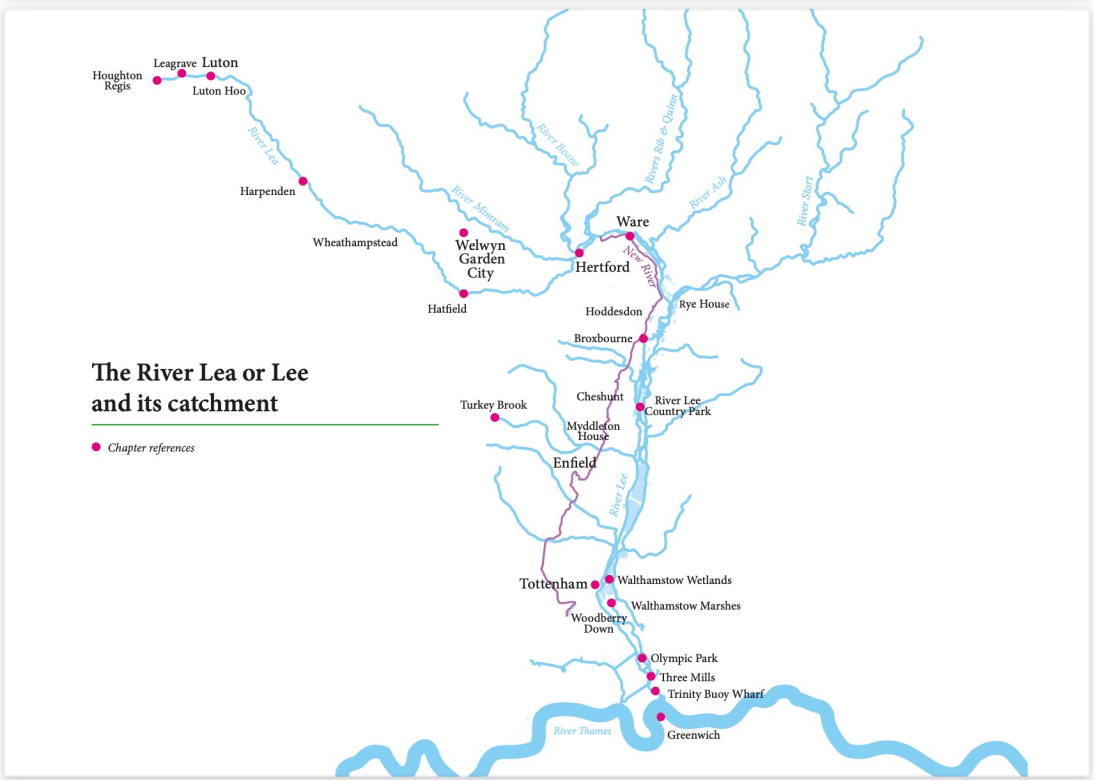 Leagrave
Luton
Houghton
Regis
Luton Hoo
River Lea
Harpenden
Wheathampstead
River Mimram
Welwyn
Garden
City
Hatfield
River Beane
Rivers Rib & Quinn
River Ash
River Stort
Ware
Hertford
New River
Rye House
Hoddesdon
Broxbourne
The River Lea or Lee
and its catchment
Chapter references
Cheshunt
River Lee
Country Park
Turkey Brook
Myddleton
House
Enfield
River Lee
Tottenham
Walthamstow Wetlands
Walthamstow Marshes
Woodberry
Down
Olympic Park
Three Mills
Trinity Buoy Wharf
River Thames
Greenwich